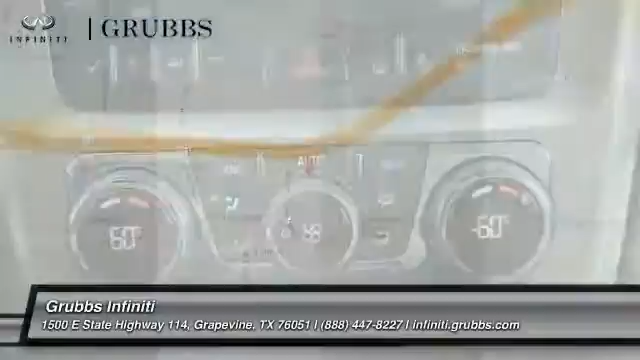 INFINITI | GRUBBS
AUTO
60° 60°
Grubbs Infiniti
1500 E State Highway 114, Grapevine, TX 76051 | (888) 447-8227 | infiniti.grubbs.com